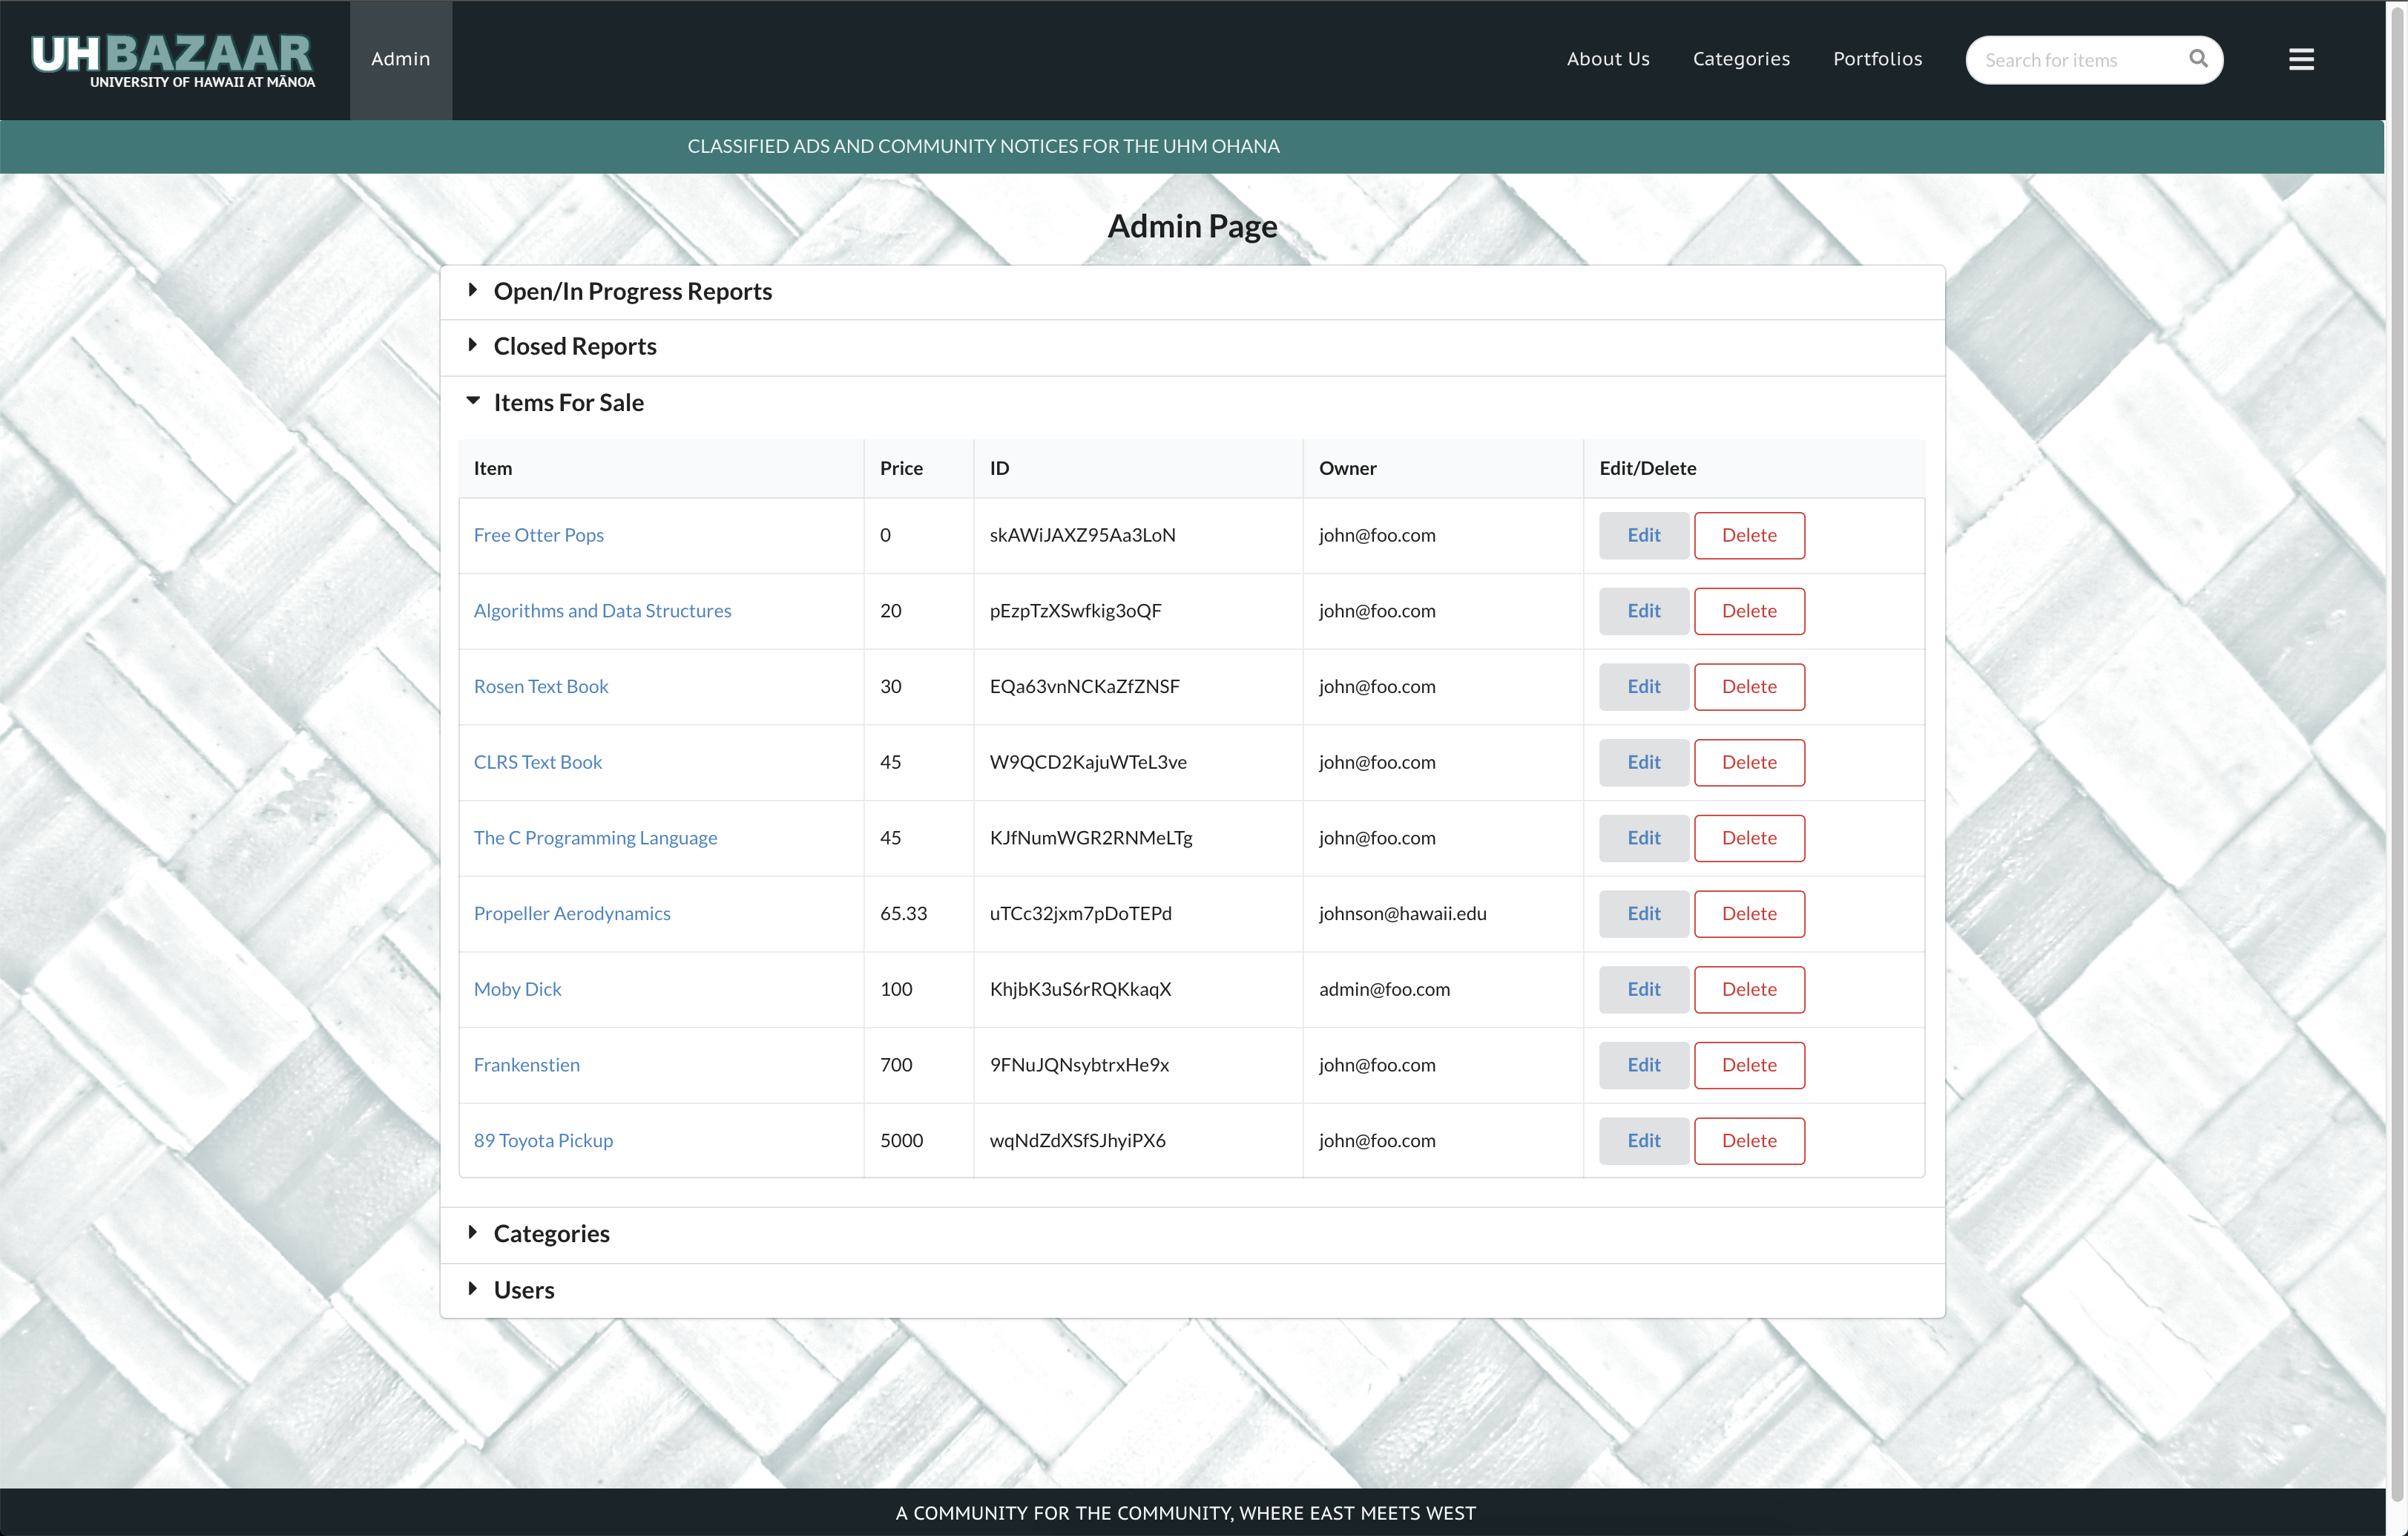 UHBAZAAR
UNIVERSITY OF HAWAII AT MĀNOA
Admin
About Us
Categories
Portfolios
Search for items
CLASSIFIED ADS AND COMMUNITY NOTICES FOR THE UHM OHANA
Admin Page
Open/In Progress Reports
Closed Reports
Items For Sale
Item Price ID Owner Edit/Delete
Free Otter Pops 0 skAWiJAXZ95Aa3LoN john@foo.com Edit Delete
Algorithms and Data Structures 20 pEzpTzXSwfkig3oQF john@foo.com Edit Delete
Rosen Text Book 30 EQa63vnNCKaZfZNSF john@foo.com Edit Delete
CLRS Text Book 45 W9QCD2KajuWTeL3ve john@foo.com Edit Delete
The C Programming Language 45 KJfNumWGR2RNMeLTg john@foo.com Edit Delete
Propeller Aerodynamics 65.33 uTCc32jxm7pDoTEPd johnson@hawaii.edu Edit Delete
Moby Dick 100 KhjbK3uS6rRQKkaqX admin@foo.com Edit Delete
Frankenstien 700 9FNuJQNsybtrxHe9x john@foo.com Edit Delete
89 Toyota Pickup 5000 wqNdZdXSfSJhyiPX6 john@foo.com Edit Delete
Categories
Users
A COMMUNITY FOR THE COMMUNITY, WHERE EAST MEETS WEST